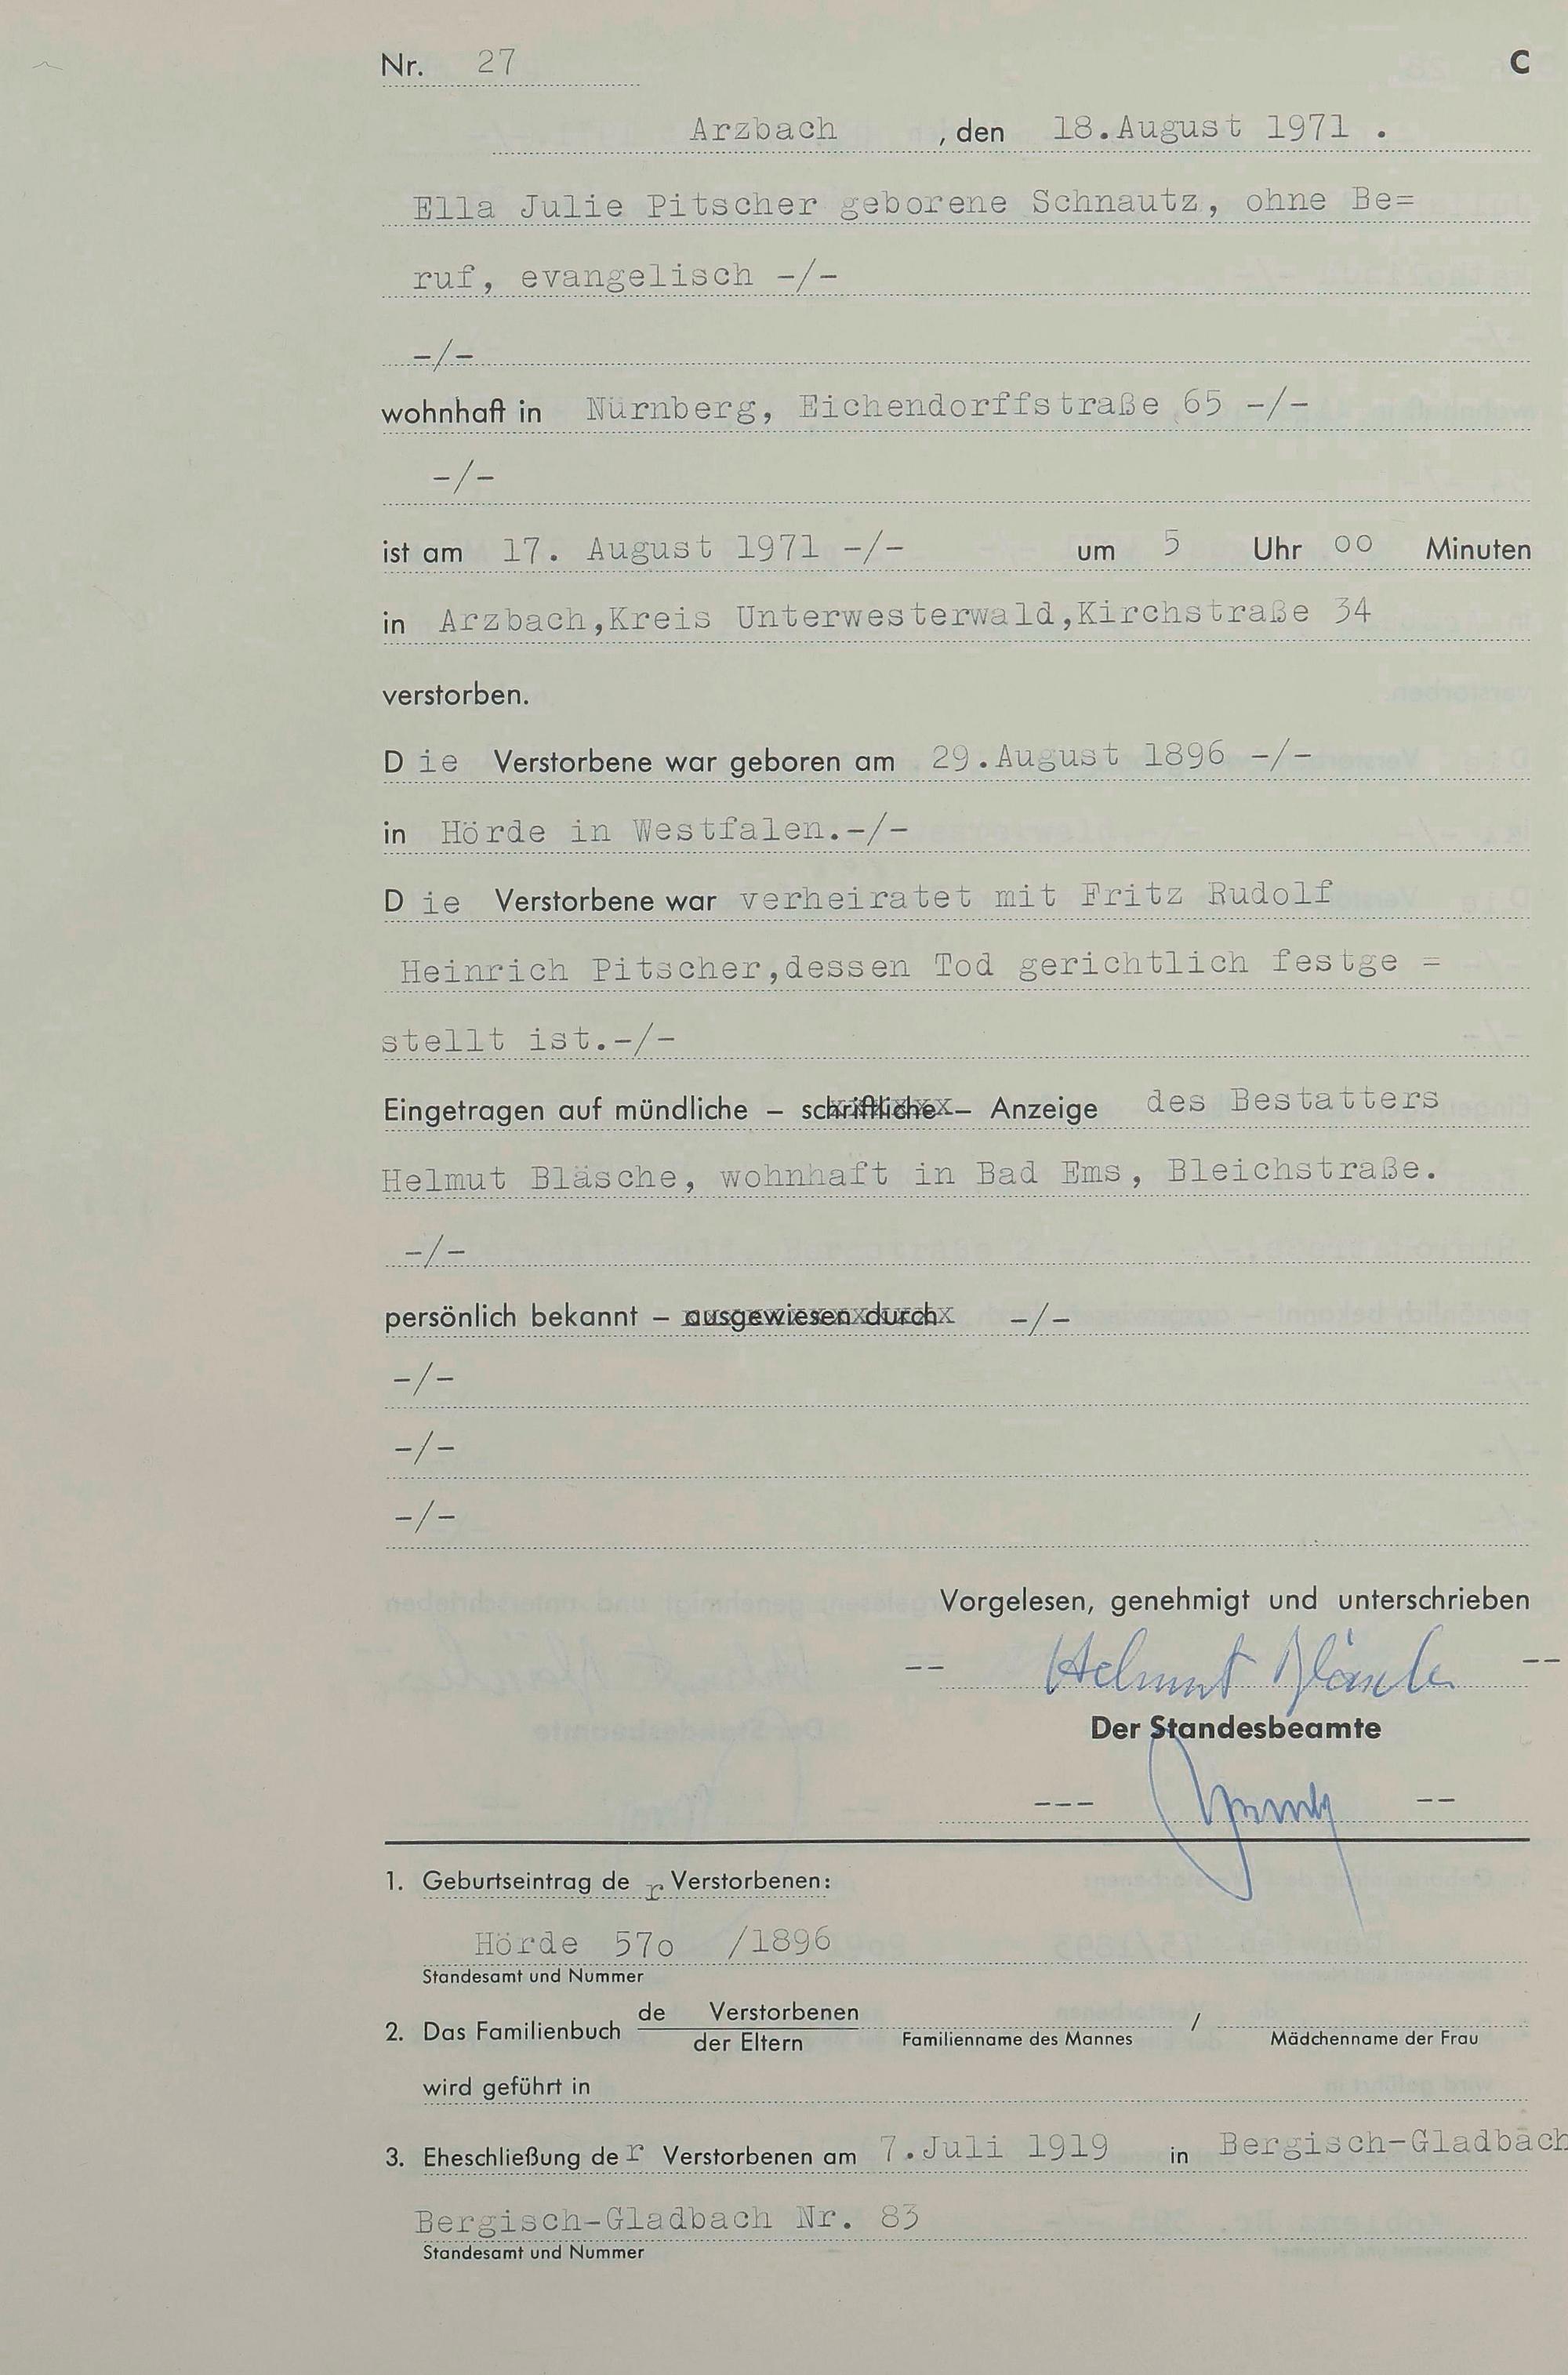 Nr. 27 C
Arzbach , den 18.August 1971 .
Ella Julie Pitscher geborene Schnautz, ohne Be=
ruf, evangelisch -/-
-/-
wohnhaft in Nürnberg, Eichendorffstraße 65 -/-
-/-
ist am 17. August 1971 -/- um 5 Uhr oo Minuten
in Arzbach,Kreis Unterwesterwald,Kirchstraße 34
verstorben.
Die Verstorbene war geboren am 29.August 1896 -/-
in Hörde in Westfalen.-/-
Die Verstorbene war verheiratet mit Fritz Rudolf
Heinrich Pitscher,dessen Tod gerichtlich festge =
stellt ist.-/-
Eingetragen auf mündliche – schriftliche – Anzeige des Bestatters
Helmut Bläsche, wohnhaft in Bad Ems, Bleichstraße.
-/-
persönlich bekannt – ausgewiesen durch -/-
-/-
-/-
-/-
Vorgelesen, genehmigt und unterschrieben
-- Helmut Bläsche --
Der Standesbeamte
--- --
1. Geburtseintrag der Verstorbenen:
Hörde 57o /1896
Standesamt und Nummer
2. Das Familienbuch de Verstorbenen / 
der Eltern Familienname des Mannes Mädchenname der Frau
wird geführt in
3. Eheschließung der Verstorbenen am 7.Juli 1919 in Bergisch-Gladbach
Bergisch-Gladbach Nr. 83
Standesamt und Nummer